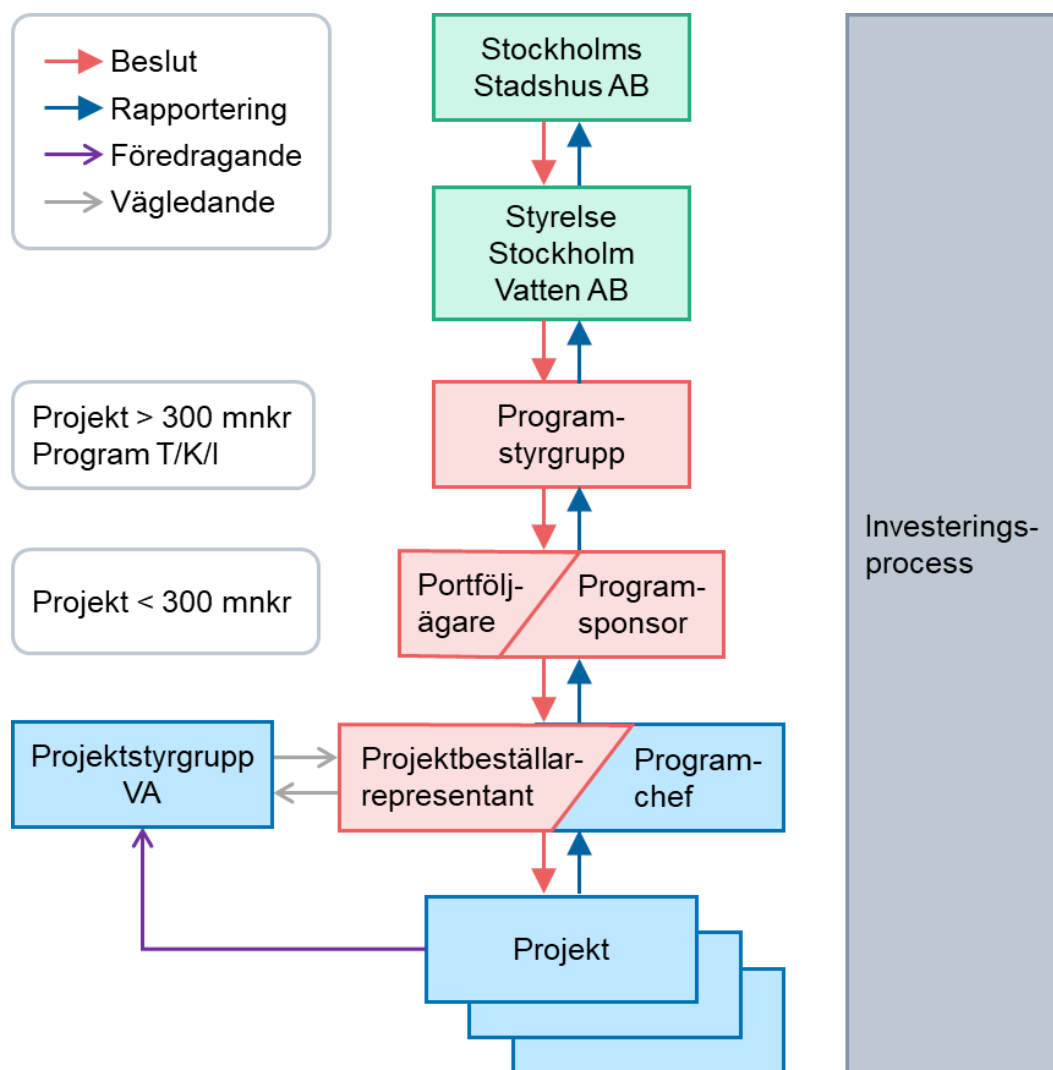 Beslut
Rapportering
Föredragande
Vägledande
Stockholms
Stadshus AB
Styrelse
Stockholm
Vatten AB
Projekt > 300 mnkr
Program T/K/I
Program-
styrgrupp
Projekt < 300 mnkr
Portfölj-
ägare
Program-
sponsor
Projektstyrgrupp
VA
Projektbeställar-
representant
Program-
chef
Projekt
Investerings-
process